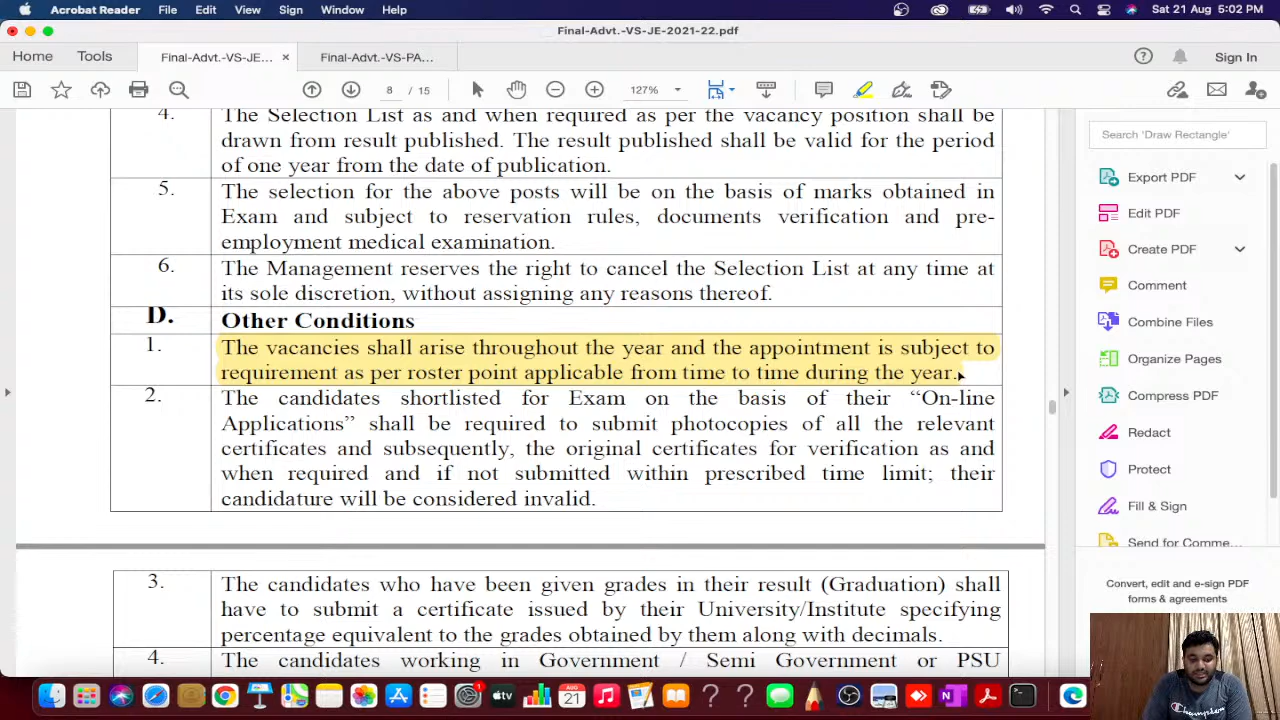 Acrobat Reader File Edit View Sign Window Help Sat 21 Aug 5:02 PM
Final-Advt.-VS-JE-2021-22.pdf
Home Tools Final-Advt.-VS-JE... × Final-Advt.-VS-PA... Sign In
8 / 15 127%
4. The Selection List as and when required as per the vacancy position shall be
drawn from result published. The result published shall be valid for the period
of one year from the date of publication.
5. The selection for the above posts will be on the basis of marks obtained in
Exam and subject to reservation rules, documents verification and pre-
employment medical examination.
6. The Management reserves the right to cancel the Selection List at any time at
its sole discretion, without assigning any reasons thereof.
D. Other Conditions
1. The vacancies shall arise throughout the year and the appointment is subject to
requirement as per roster point applicable from time to time during the year.
2. The candidates shortlisted for Exam on the basis of their “On-line
Applications” shall be required to submit photocopies of all the relevant
certificates and subsequently, the original certificates for verification as and
when required and if not submitted within prescribed time limit; their
candidature will be considered invalid.
3. The candidates who have been given grades in their result (Graduation) shall
have to submit a certificate issued by their University/Institute specifying
percentage equivalent to the grades obtained by them along with decimals.
4. The candidates working in Government / Semi Government or PSU
Search 'Draw Rectangle'
Export PDF
Edit PDF
Create PDF
Comment
Combine Files
Organize Pages
Compress PDF
Redact
Protect
Fill & Sign
Send for Comme...
Convert, edit and e-sign PDF
forms & agreements
AUG
21
tv
Champion